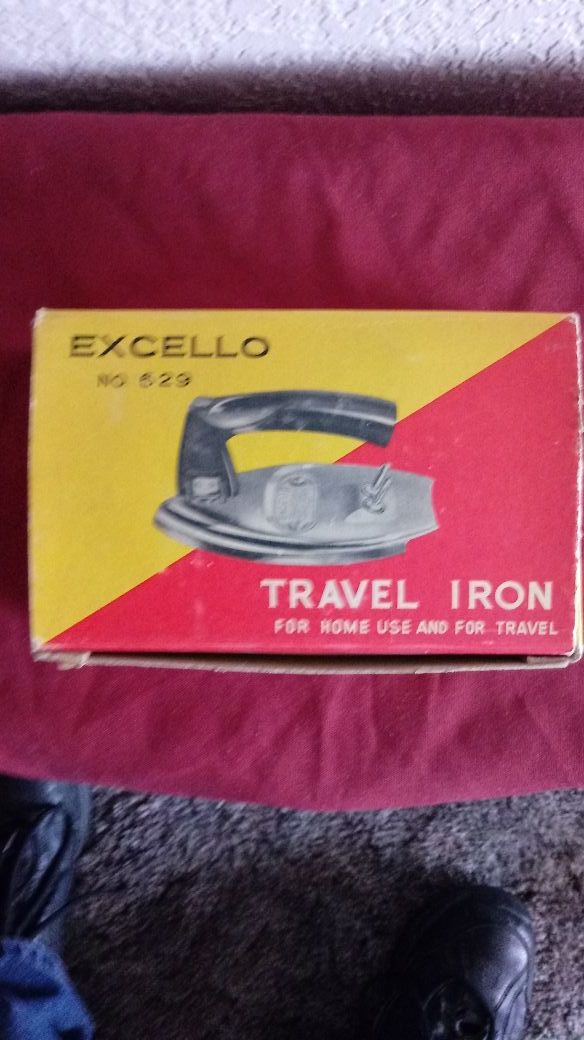 EXCELLO
NO 629
TRAVEL IRON
FOR HOME USE AND FOR TRAVEL